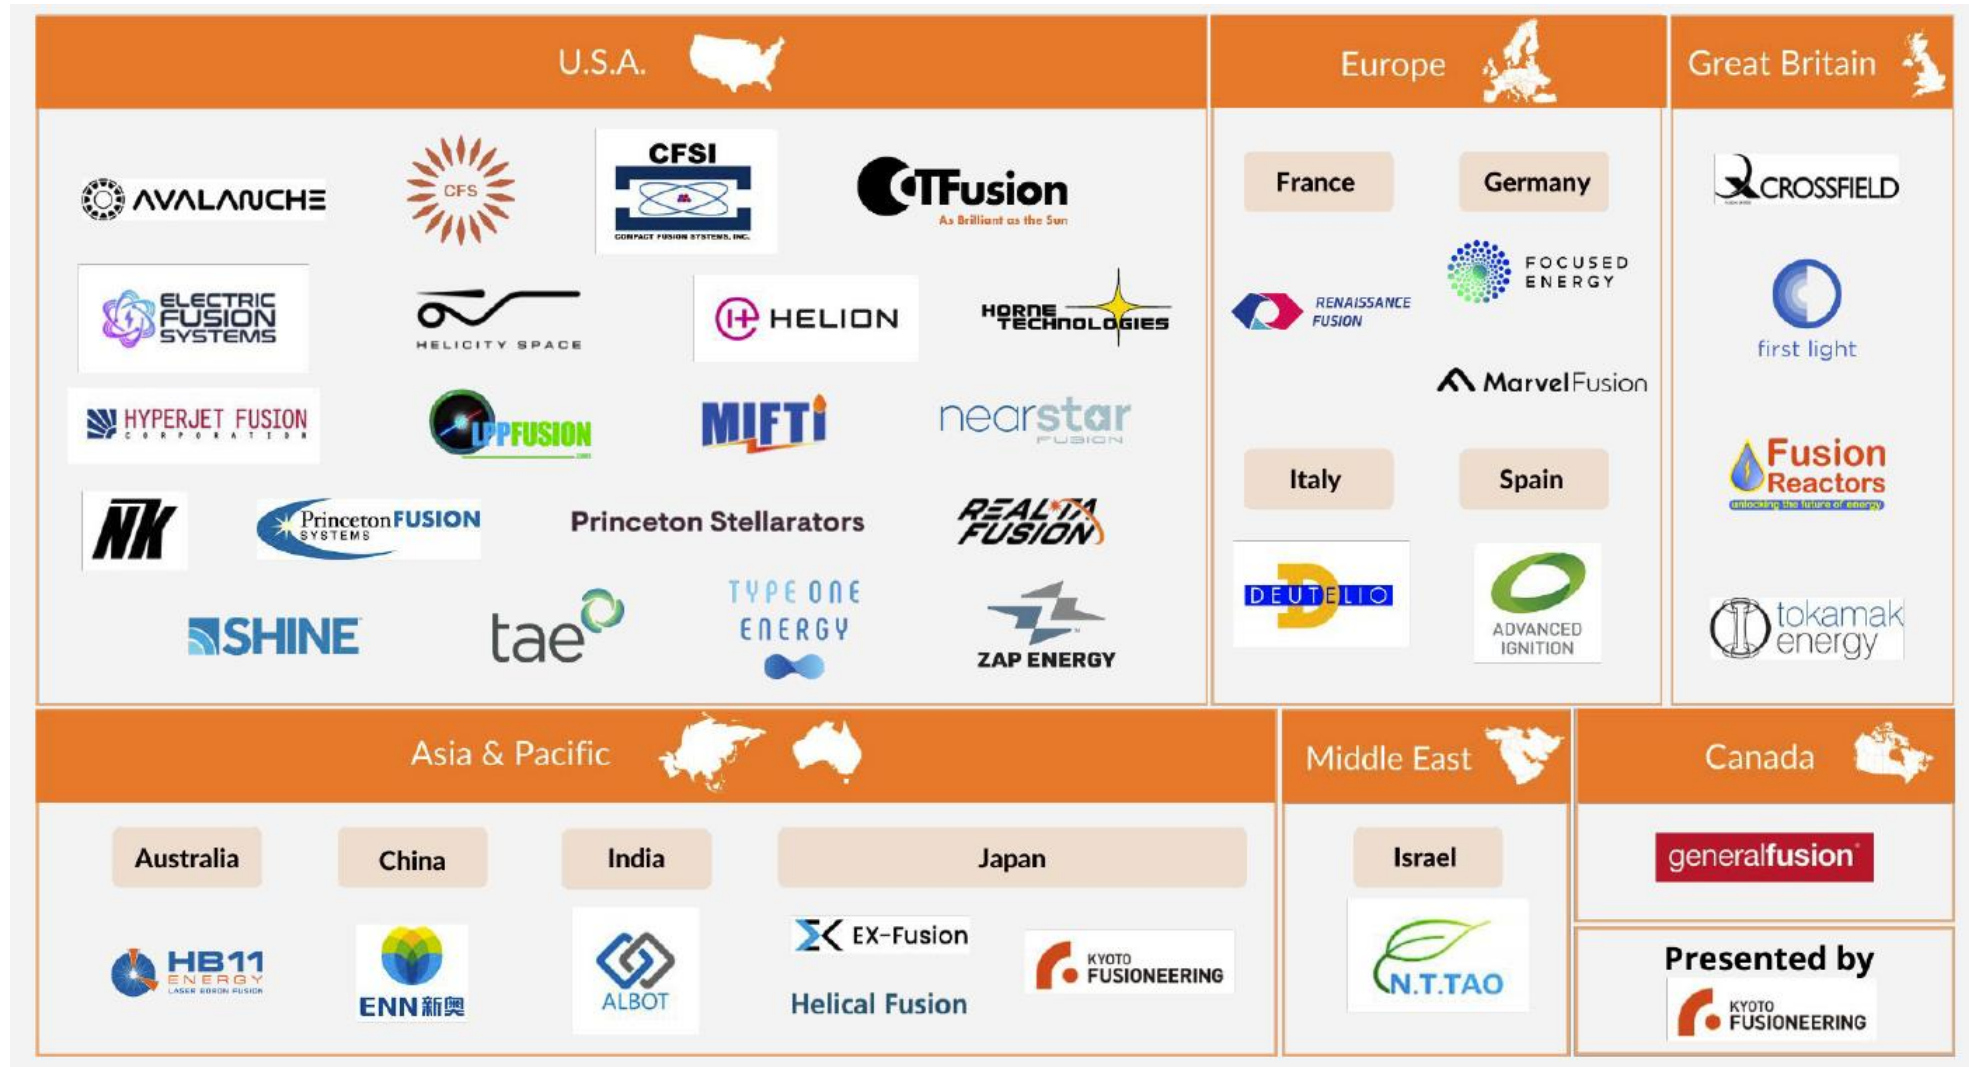 U.S.A.
AVALANCHE
CFS
CFSI
COMPACT FUSION SYSTEMS, INC.
CTFusion
As Brilliant as the Sun
ELECTRIC
FUSION
SYSTEMS
HELICITY SPACE
HELION
HORNE
TECHNOLOGIES
HYPERJET FUSION
CORPORATION
LPPFUSION
MIFTI
nearstar
FUSION
NK
Princeton FUSION
SYSTEMS
Princeton Stellarators
REALTA
FUSION
SHINE
tae
TYPE ONE
ENERGY
ZAP ENERGY
Europe
France
RENAISSANCE
FUSION
Germany
FOCUSED
ENERGY
Marvel Fusion
Italy
DEUTELIO
Spain
ADVANCED
IGNITION
Great Britain
CROSSFIELD
first light
Fusion
Reactors
unlocking the future of energy
tokamak
energy
Asia & Pacific
Australia
HB11
ENERGY
LASER BORON FUSION
China
ENN新奥
India
ALBOT
Japan
EX-Fusion
Helical Fusion
KYOTO
FUSIONEERING
Middle East
Israel
N.T.TAO
Canada
generalfusion
Presented by
KYOTO
FUSIONEERING